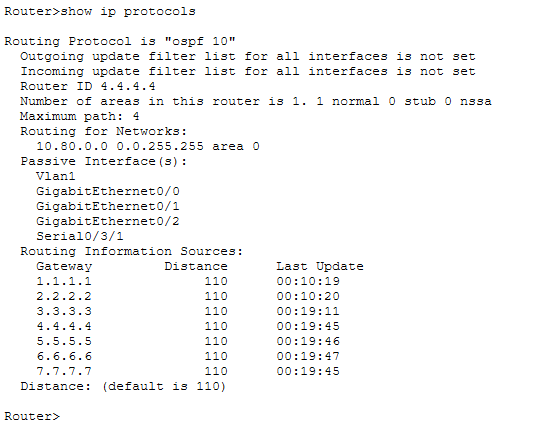 Router>show ip protocols

Routing Protocol is "ospf 10"
  Outgoing update filter list for all interfaces is not set
  Incoming update filter list for all interfaces is not set
  Router ID 4.4.4.4
  Number of areas in this router is 1. 1 normal 0 stub 0 nssa
  Maximum path: 4
  Routing for Networks:
    10.80.0.0 0.0.255.255 area 0
  Passive Interface(s):
    Vlan1
    GigabitEthernet0/0
    GigabitEthernet0/1
    GigabitEthernet0/2
    Serial0/3/1
  Routing Information Sources:
    Gateway         Distance      Last Update
    1.1.1.1              110      00:10:19
    2.2.2.2              110      00:10:20
    3.3.3.3              110      00:19:11
    4.4.4.4              110      00:19:45
    5.5.5.5              110      00:19:46
    6.6.6.6              110      00:19:47
    7.7.7.7              110      00:19:45
  Distance: (default is 110)

Router>